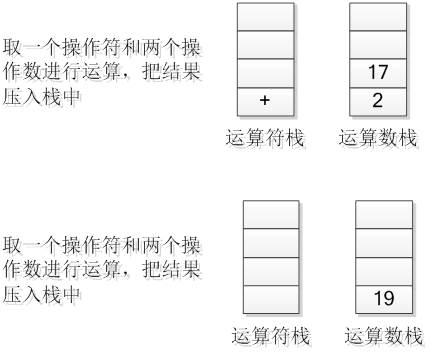 取一个操作符和两个操
作数进行运算，把结果
压入栈中
17
+
2
运算符栈
运算数栈
取一个操作符和两个操
作数进行运算，把结果
压入栈中
19
运算符栈
运算数栈